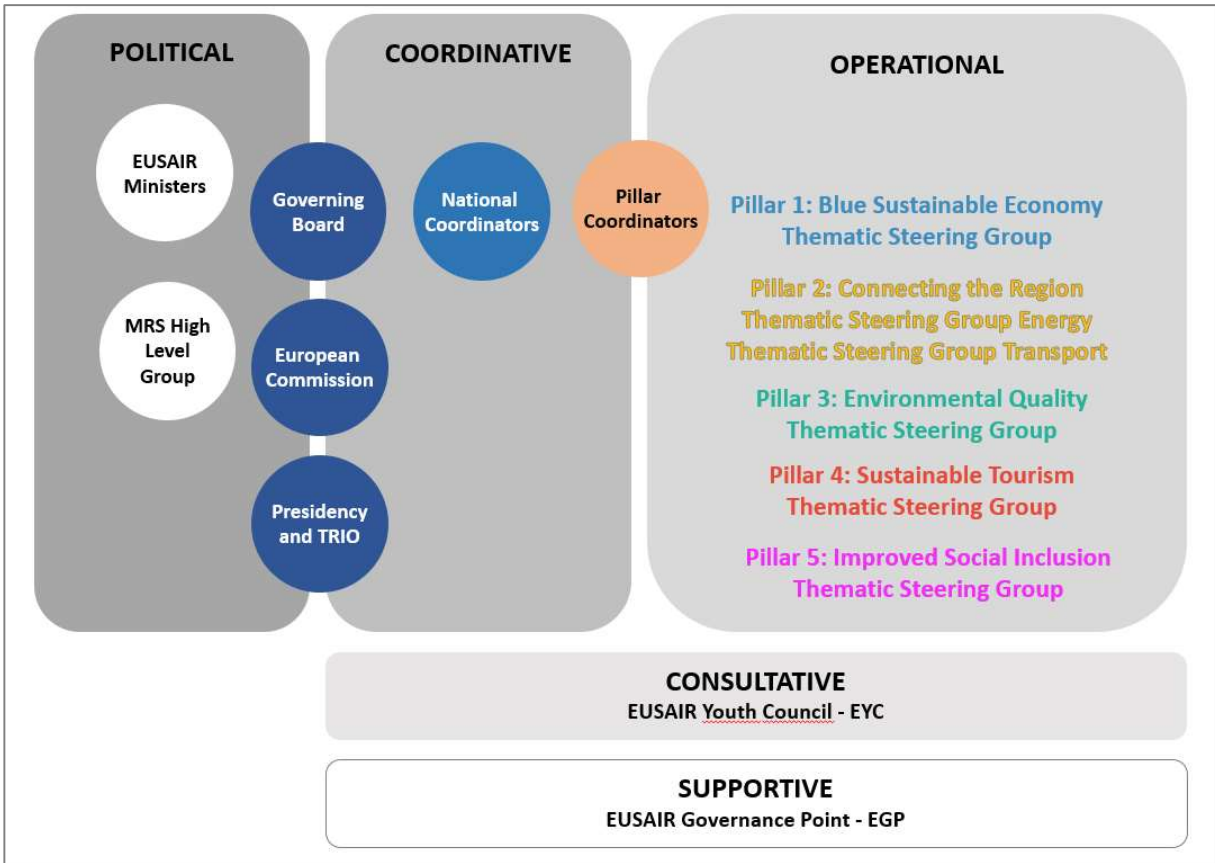 POLITICAL
EUSAIR
Ministers
MRS High
Level
Group
Governing
Board
European
Commission
Presidency
and TRIO
COORDINATIVE
National
Coordinators
Pillar
Coordinators
OPERATIONAL
Pillar 1: Blue Sustainable Economy
Thematic Steering Group
Pillar 2: Connecting the Region
Thematic Steering Group Energy
Thematic Steering Group Transport
Pillar 3: Environmental Quality
Thematic Steering Group
Pillar 4: Sustainable Tourism
Thematic Steering Group
Pillar 5: Improved Social Inclusion
Thematic Steering Group
CONSULTATIVE
EUSAIR Youth Council - EYC
SUPPORTIVE
EUSAIR Governance Point - EGP